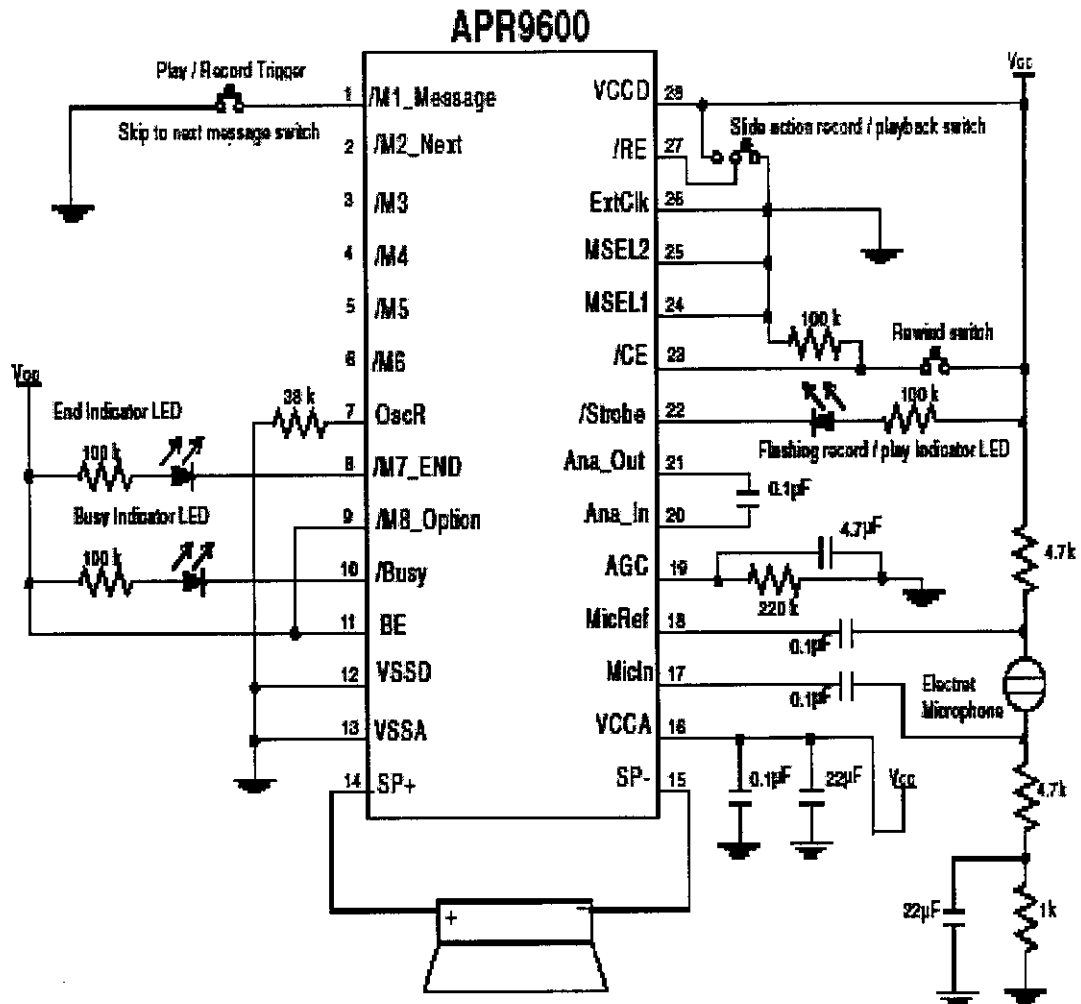 APR9600
Play / Record Trigger
Skip to next message switch
1 /M1_Message
2 /M2_Next
3 /M3
4 /M4
5 /M5
6 /M6
38 k
7 OscR
8 /M7_END
9 /M8_Option
10 /Busy
11 BE
12 VSSD
13 VSSA
14 SP+
Vcc
End Indicator LED
100 k
Busy Indicator LED
100 k
VCCD 28
/RE 27
ExtClk 26
MSEL2 25
MSEL1 24
/CE 23
/Strobe 22
Ana_Out 21
Ana_In 20
AGC 19
MicRef 18
MicIn 17
VCCA 16
SP- 15
Vcc
Slide action record / playback switch
100 k
Rewind switch
100 k
Flashing record / play indicator LED
0.1µF
4.7µF
220 k
4.7k
0.1µF
0.1µF
Electret
Microphone
0.1µF
22µF
Vcc
4.7k
22µF
1k
+
−